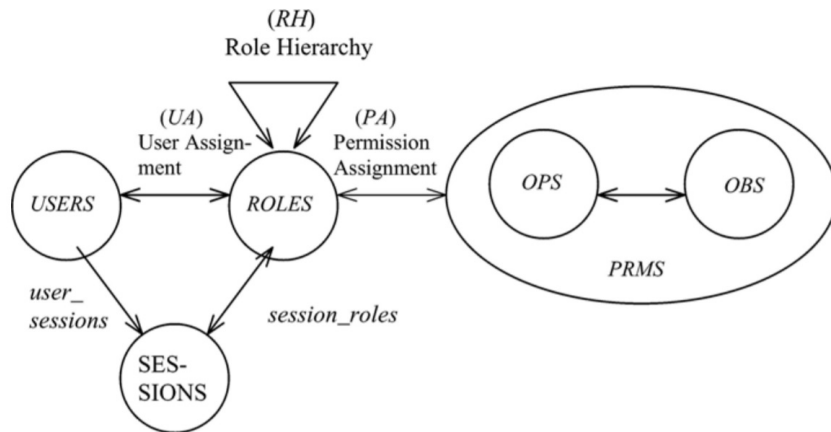 (RH)
Role Hierarchy
(UA)
User Assign-
ment
(PA)
Permission
Assignment
USERS
ROLES
OPS
OBS
PRMS
user_
sessions
session_roles
SES-
SIONS